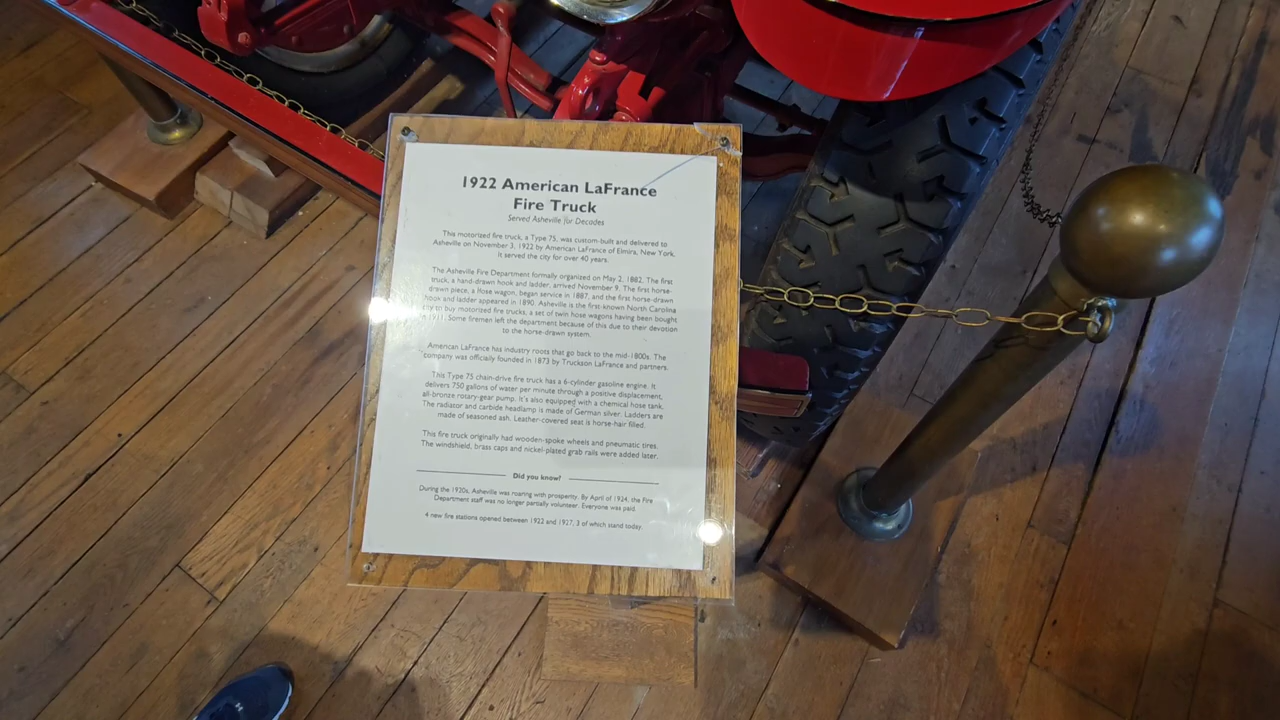 1922 American LaFrance
Fire Truck
Served Asheville for Decades
This motorized fire truck, a Type 75, was custom-built and delivered to
Asheville on November 3, 1922 by American LaFrance of Elmira, New York.
It served the city for over 40 years.
The Asheville Fire Department formally organized on May 2, 1882. The first
truck, a hand-drawn hook and ladder, arrived November 9. The first horse-
drawn piece, a hose wagon, began service in 1887, and the first horse-drawn
hook and ladder appeared in 1890. Asheville is the first-known North Carolina
city to buy motorized fire trucks, a set of twin hose wagons having been bought
in 1911. Some firemen left the department because of this due to their devotion
to the horse-drawn system.
American LaFrance has industry roots that go back to the mid-1800s. The
company was officially founded in 1873 by Truckson LaFrance and partners.
This Type 75 chain-drive fire truck has a 6-cylinder gasoline engine. It
delivers 750 gallons of water per minute through a positive displacement,
all-bronze rotary-gear pump. It's also equipped with a chemical hose tank.
The radiator and carbide headlamp is made of German silver. Ladders are
made of seasoned ash. Leather-covered seat is horse-hair filled.
This fire truck originally had wooden-spoke wheels and pneumatic tires.
The windshield, brass caps and nickel-plated grab rails were added later.
Did you know?
During the 1920s, Asheville was roaring with prosperity. By April of 1924, the Fire
Department staff was no longer partially volunteer. Everyone was paid.
4 new fire stations opened between 1922 and 1927; 3 of which stand today.